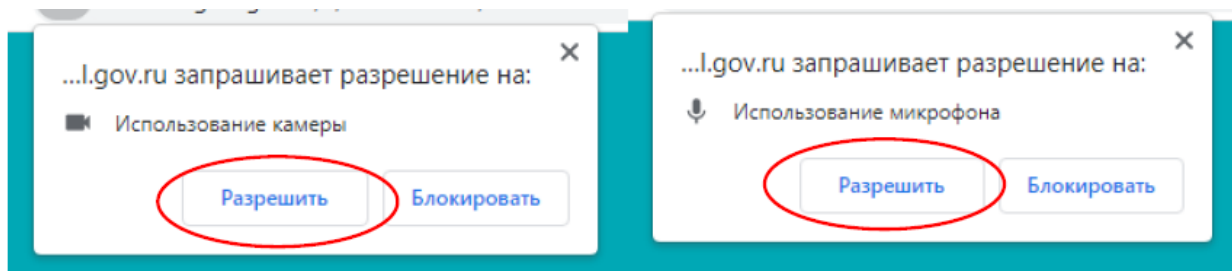 ...l.gov.ru запрашивает разрешение на:
Использование камеры
Разрешить
Блокировать
...l.gov.ru запрашивает разрешение на:
Использование микрофона
Разрешить
Блокировать